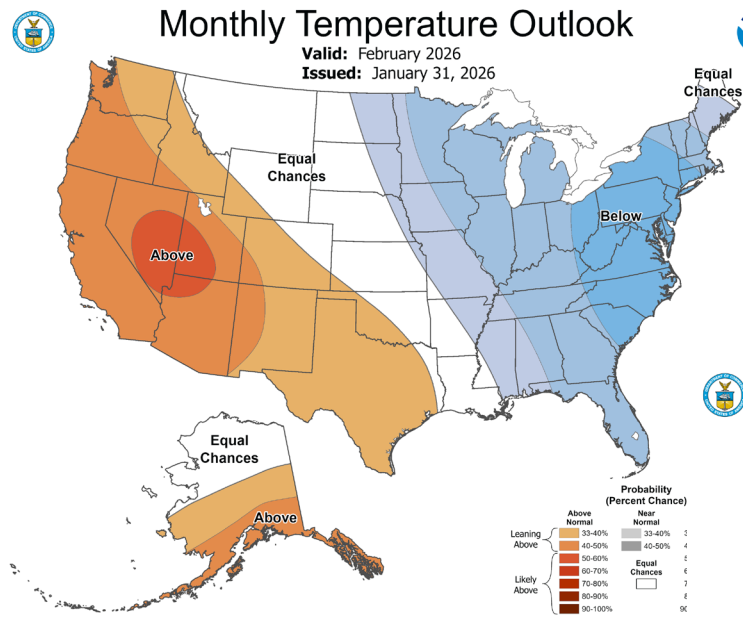 Monthly Temperature Outlook
Valid: February 2026
Issued: January 31, 2026
Equal
Chances
Equal
Chances
Below
Above
Equal
Chances
Above
Probability
(Percent Chance)
Above
Normal
Near
Normal
Leaning
Above
33-40%
33-40%
40-50%
40-50%
Likely
Above
50-60%
60-70%
70-80%
80-90%
90-100%
Equal
Chances
90